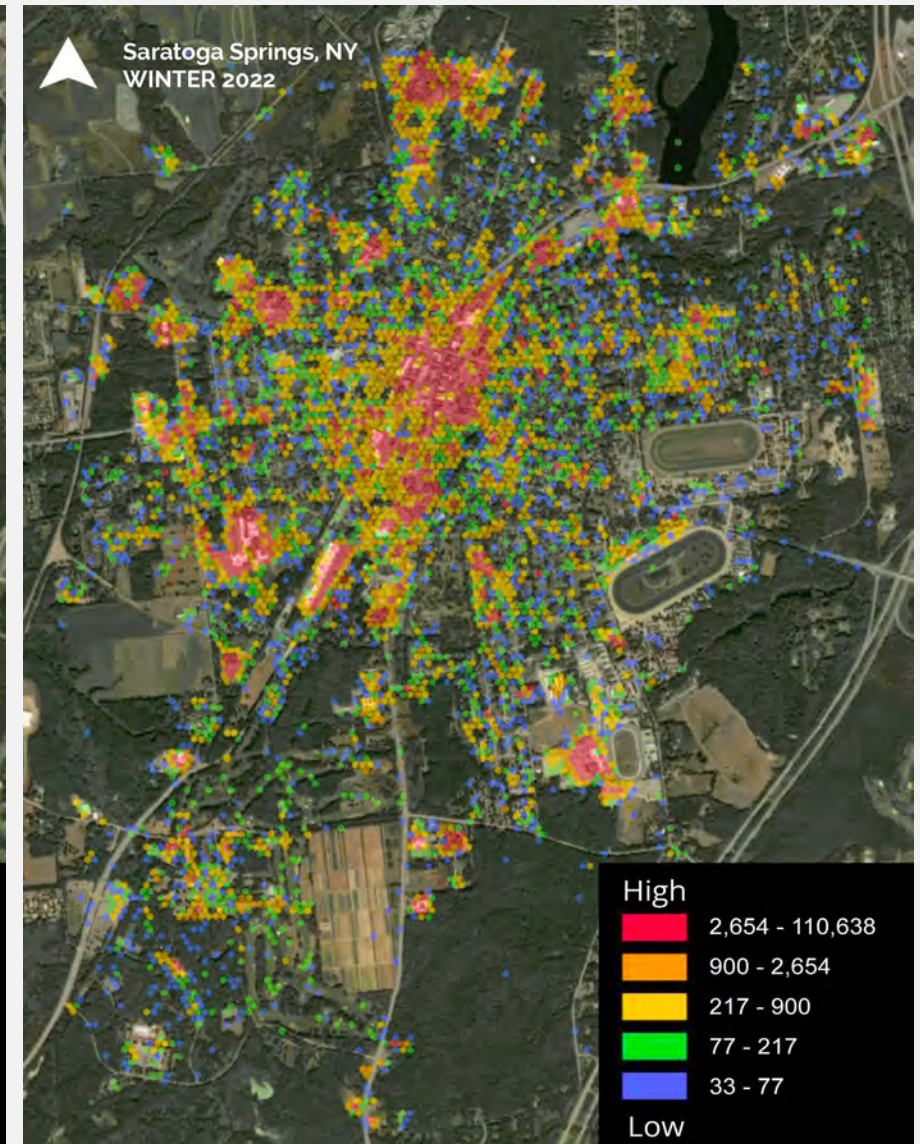 Saratoga Springs, NY
WINTER 2022
High
2,654 - 110,638
900 - 2,654
217 - 900
77 - 217
33 - 77
Low